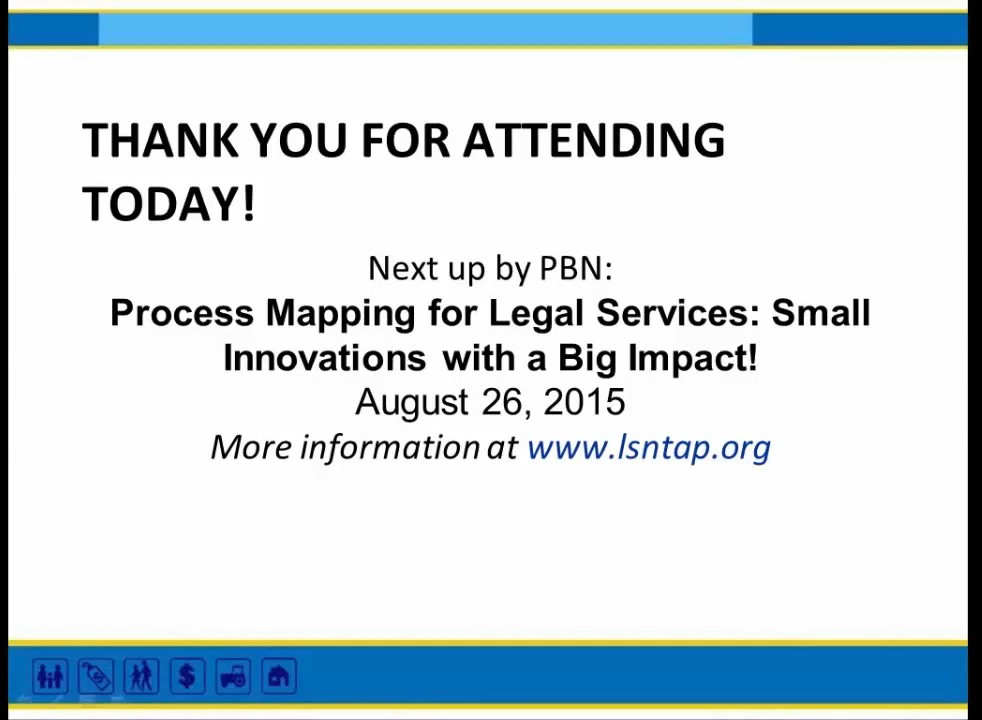 THANK YOU FOR ATTENDING
TODAY!
Next up by PBN:
Process Mapping for Legal Services: Small
Innovations with a Big Impact!
August 26, 2015
More information at www.lsntap.org
$